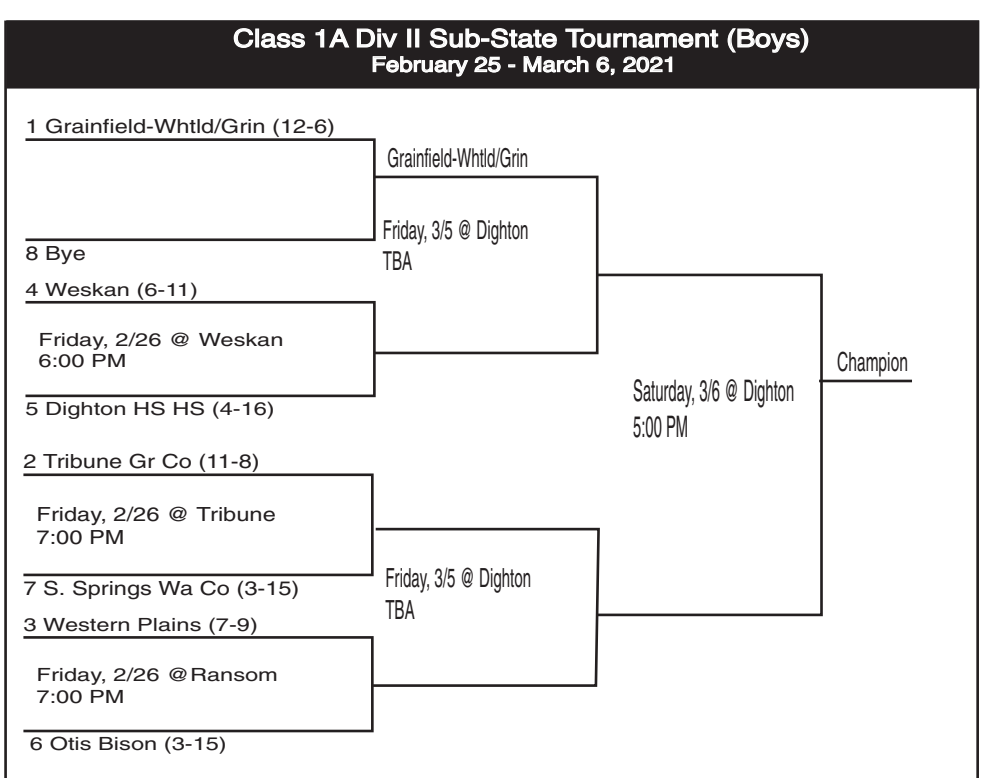 Class 1A Div II Sub-State Tournament (Boys)
February 25 - March 6, 2021
1 Grainfield-Whtld/Grin (12-6)
Grainfield-Whtld/Grin
Friday, 3/5 @ Dighton
TBA
8 Bye
4 Weskan (6-11)
Friday, 2/26 @ Weskan
6:00 PM
5 Dighton HS HS (4-16)
Champion
Saturday, 3/6 @ Dighton
5:00 PM
2 Tribune Gr Co (11-8)
Friday, 2/26 @ Tribune
7:00 PM
7 S. Springs Wa Co (3-15)
Friday, 3/5 @ Dighton
TBA
3 Western Plains (7-9)
Friday, 2/26 @Ransom
7:00 PM
6 Otis Bison (3-15)